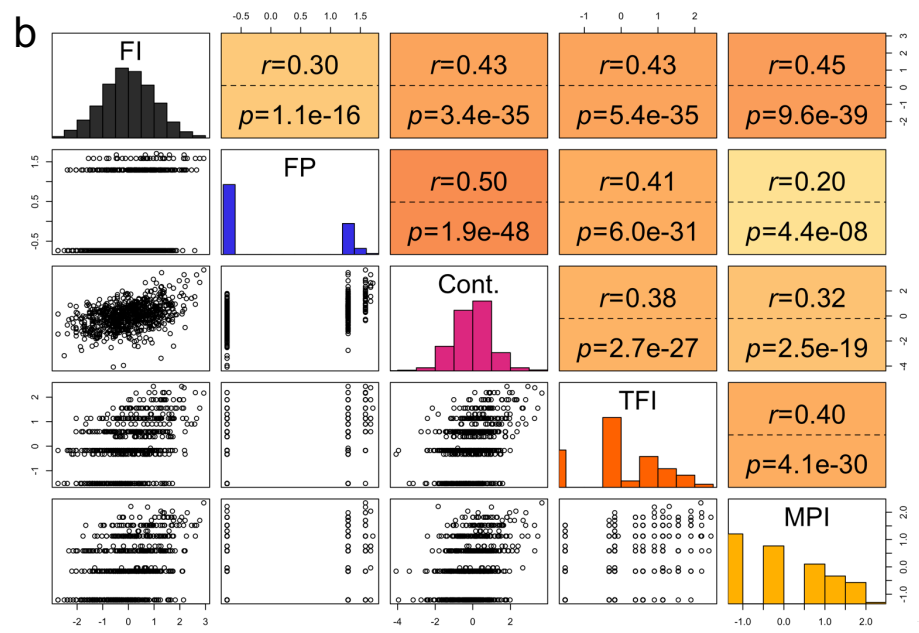 b
-0.5 0.5 1.5
-2 0 1 2
FI
r=0.30
p=1.1e-16
r=0.43
p=3.4e-35
r=0.43
p=5.4e-35
r=0.45
p=9.6e-39
-2 -1 0 1 2 3
-0.5 0.5 1.5
FP
r=0.50
p=1.9e-48
r=0.41
p=6.0e-31
r=0.20
p=4.4e-08
Cont.
r=0.38
p=2.7e-27
r=0.32
p=2.5e-19
-4 -2 0 2
-1 0 1 2
TFI
r=0.40
p=4.1e-30
MPI
-1.0 0.0 1.0 2.0
-2 -1 0 1 2 3
-4 -2 0 2
-1.0 0.0 1.0 2.0